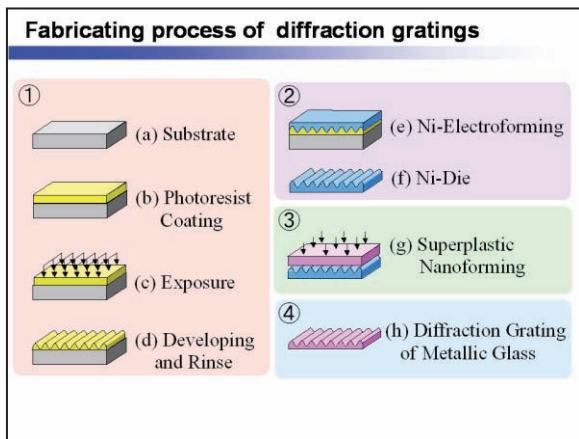 Fabricating process of diffraction gratings
①
(a) Substrate
(b) Photoresist
Coating
(c) Exposure
(d) Developing
and Rinse
②
(e) Ni-Electroforming
(f) Ni-Die
③
(g) Superplastic
Nanoforming
④
(h) Diffraction Grating
of Metallic Glass